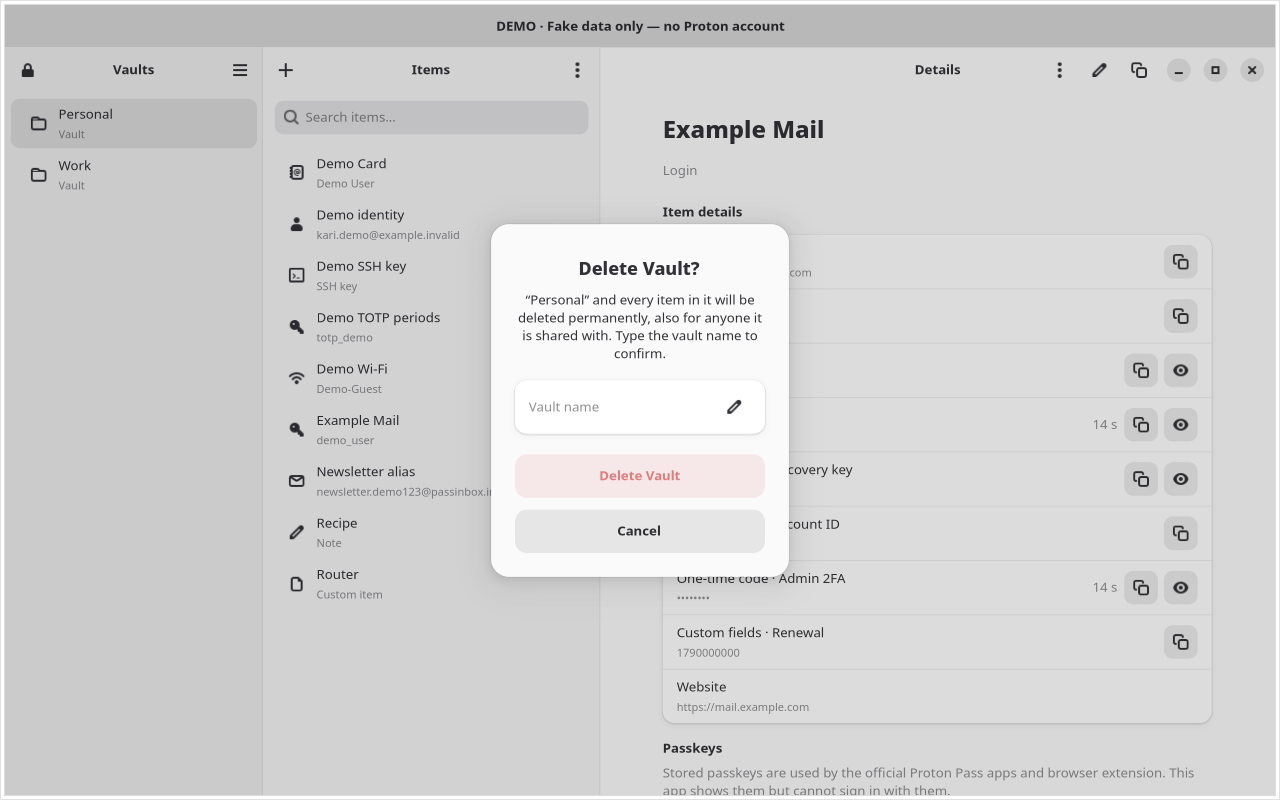 DEMO · Fake data only — no Proton account
Vaults
Personal
Vault
Work
Vault
Items
Search items...
Demo Card
Demo User
Demo identity
kari.demo@example.invalid
Demo SSH key
SSH key
Demo TOTP periods
totp_demo
Demo Wi-Fi
Demo-Guest
Example Mail
demo_user
Newsletter alias
newsletter.demo123@passinbox.in
Recipe
Note
Router
Custom item
Details
Example Mail
Login
Item details
.com
14 s
covery key
count ID
One-time code · Admin 2FA
••••••••
14 s
Custom fields · Renewal
1790000000
Website
https://mail.example.com
Passkeys
Stored passkeys are used by the official Proton Pass apps and browser extension. This
app shows them but cannot sign in with them.
Delete Vault?
“Personal” and every item in it will be
deleted permanently, also for anyone it
is shared with. Type the vault name to
confirm.
Vault name
Delete Vault
Cancel